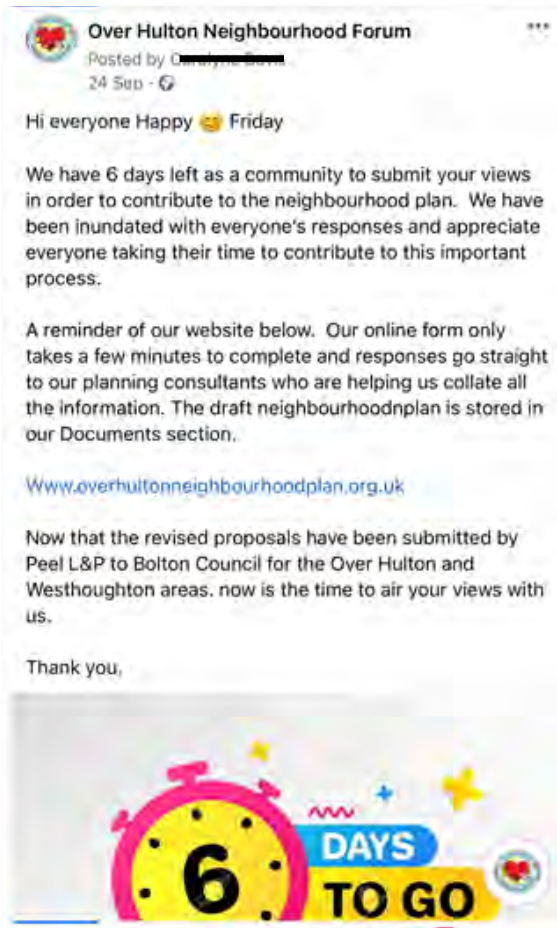 Over Hulton Neighbourhood Forum
Posted by
24 Sep
Hi everyone Happy 😊 Friday
We have 6 days left as a community to submit your views
in order to contribute to the neighbourhood plan. We have
been inundated with everyone's responses and appreciate
everyone taking their time to contribute to this important
process.
A reminder of our website below. Our online form only
takes a few minutes to complete and responses go straight
to our planning consultants who are helping us collate all
the information. The draft neighbourhoodnplan is stored in
our Documents section.
Www.overhultonneighbourhoodplan.org.uk
Now that the revised proposals have been submitted by
Peel L&P to Bolton Council for the Over Hulton and
Westhoughton areas. now is the time to air your views with
us.
Thank you,
6
DAYS
TO GO